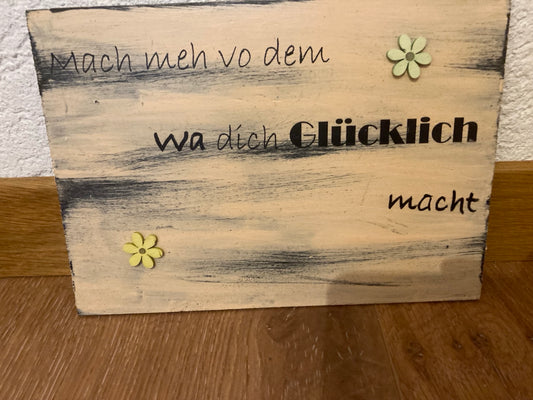 Mach meh vo dem
wa dich Glücklich
macht